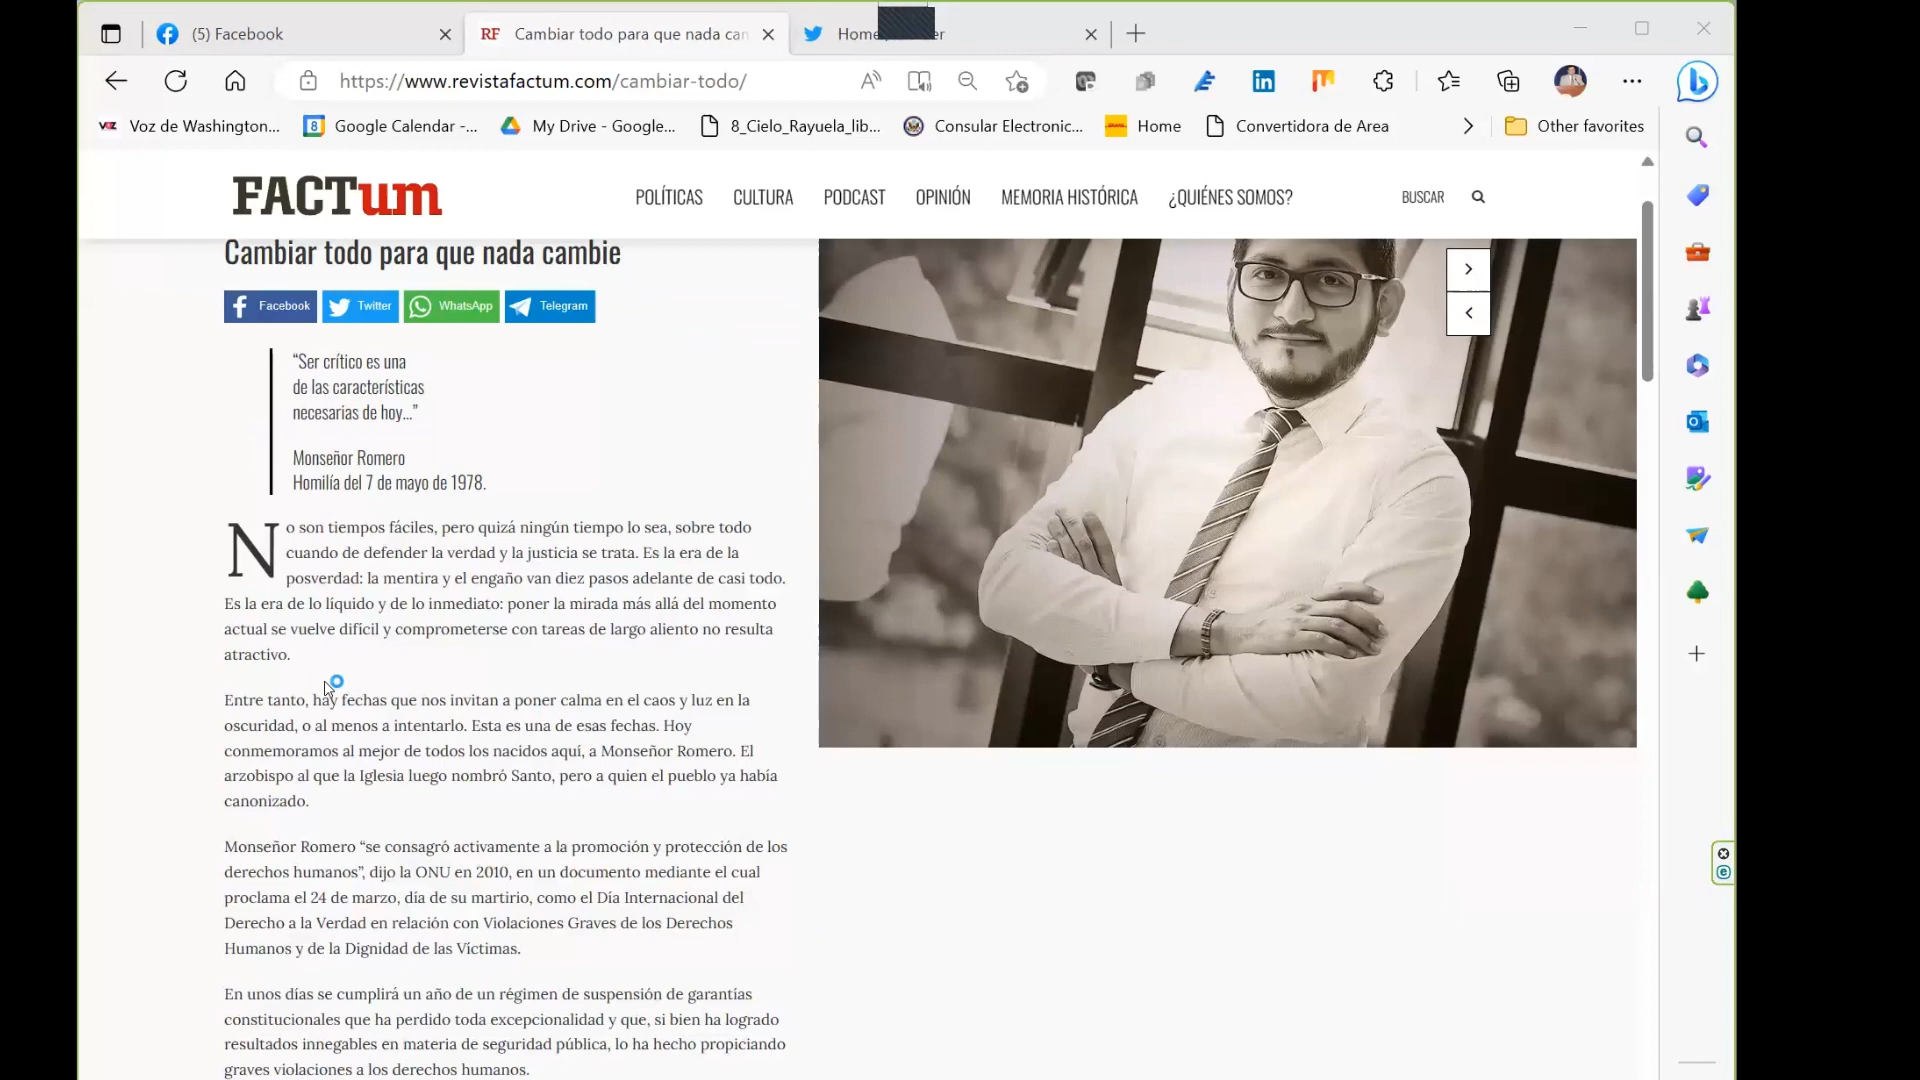 (5) Facebook
RF Cambiar todo para que nada can
Home
er
https://www.revistafactum.com/cambiar-todo/
Voz de Washington...
Google Calendar -...
My Drive - Google...
8_Cielo_Rayuela_lib...
Consular Electronic...
Home
Convertidora de Area
Other favorites
FACTum
POLÍTICAS
CULTURA
PODCAST
OPINIÓN
MEMORIA HISTÓRICA
¿QUIÉNES SOMOS?
BUSCAR
Cambiar todo para que nada cambie
Facebook
Twitter
WhatsApp
Telegram
“Ser crítico es una
de las características
necesarias de hoy...”
Monseñor Romero
Homilía del 7 de mayo de 1978.
No son tiempos fáciles, pero quizá ningún tiempo lo sea, sobre todo
cuando de defender la verdad y la justicia se trata. Es la era de la
posverdad: la mentira y el engaño van diez pasos adelante de casi todo.
Es la era de lo líquido y de lo inmediato: poner la mirada más allá del momento
actual se vuelve difícil y comprometerse con tareas de largo aliento no resulta
atractivo.
Entre tanto, hay fechas que nos invitan a poner calma en el caos y luz en la
oscuridad, o al menos a intentarlo. Esta es una de esas fechas. Hoy
conmemoramos al mejor de todos los nacidos aquí, a Monseñor Romero. El
arzobispo al que la Iglesia luego nombró Santo, pero a quien el pueblo ya había
canonizado.
Monseñor Romero “se consagró activamente a la promoción y protección de los
derechos humanos”, dijo la ONU en 2010, en un documento mediante el cual
proclama el 24 de marzo, día de su martirio, como el Día Internacional del
Derecho a la Verdad en relación con Violaciones Graves de los Derechos
Humanos y de la Dignidad de las Víctimas.
En unos días se cumplirá un año de un régimen de suspensión de garantías
constitucionales que ha perdido toda excepcionalidad y que, si bien ha logrado
resultados innegables en materia de seguridad pública, lo ha hecho propiciando
graves violaciones a los derechos humanos.